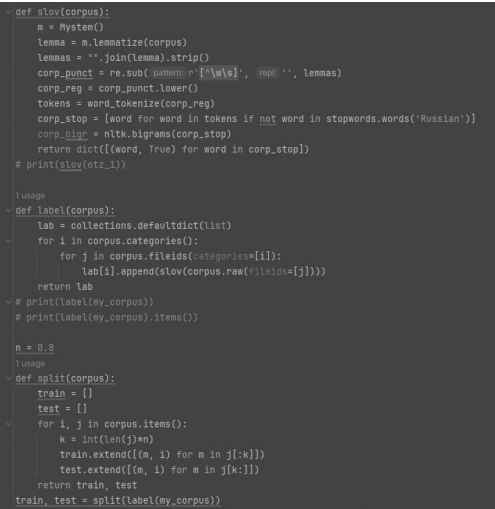 def slov(corpus):
    m = Mystem()
    lemma = m.lemmatize(corpus)
    lemmas = "".join(lemma).strip()
    corp_punct = re.sub( pattern: r'[^\w\s]', repl: '', lemmas)
    corp_reg = corp_punct.lower()
    tokens = word_tokenize(corp_reg)
    corp_stop = [word for word in tokens if not word in stopwords.words('Russian')]
    corp_bigr = nltk.bigrams(corp_stop)
    return dict([(word, True) for word in corp_stop])
# print(slov(otz_1))
1 usage
def label(corpus):
    lab = collections.defaultdict(list)
    for i in corpus.categories():
        for j in corpus.fileids(categories=[i]):
            lab[i].append(slov(corpus.raw(fileids=[j])))
    return lab
# print(label(my_corpus))
# print(label(my_corpus).items())
n = 0.8
1 usage
def split(corpus):
    train = []
    test = []
    for i, j in corpus.items():
        k = int(len(j)*n)
        train.extend([(m, i) for m in j[:k]])
        test.extend([(m, i) for m in j[k:]])
    return train, test
train, test = split(label(my_corpus))